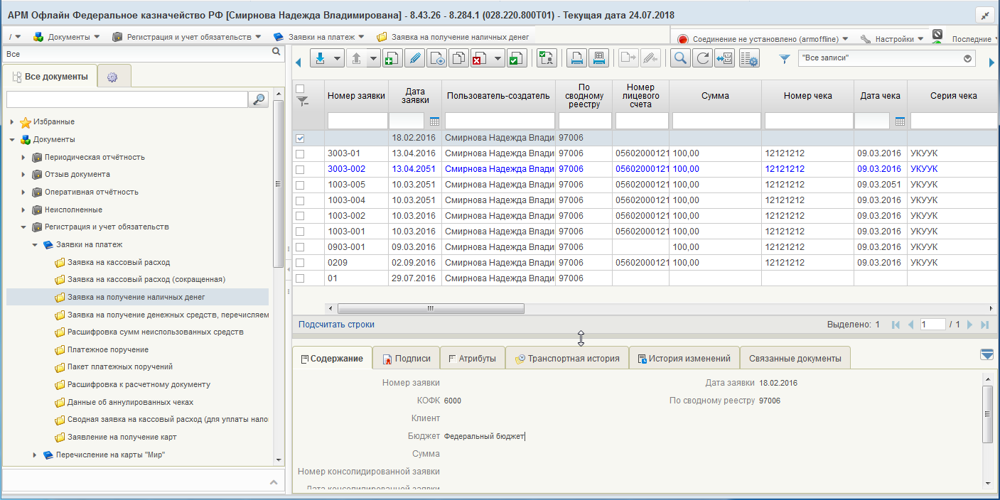 АРМ Офлайн Федеральное казначейство РФ [Смирнова Надежда Владимировна] - 8.43.26 - 8.284.1 (028.220.800T01) - Текущая дата 24.07.2018
/ Документы Регистрация и учет обязательств Заявки на платеж Заявка на получение наличных денег Соединение не установлено (armoffline) Настройки Последние
Все
"Все записи"
Все документы
Избранные
Документы
Периодическая отчётность
Отзыв документа
Оперативная отчётность
Неисполненные
Регистрация и учет обязательств
Заявки на платеж
Заявка на кассовый расход
Заявка на кассовый расход (сокращенная)
Заявка на получение наличных денег
Заявка на получение денежных средств, перечисляем
Расшифровка сумм неиспользованных средств
Платежное поручение
Пакет платежных поручений
Расшифровка к расчетному документу
Данные об аннулированных чеках
Сводная заявка на кассовый расход (для уплаты нало
Заявление на получение карт
Перечисление на карты "Мир"
Номер заявки Дата заявки Пользователь-создатель По сводному реестру Номер лицевого счета Сумма Номер чека Дата чека Серия чека
18.02.2016 Смирнова Надежда Влади 97006
3003-01 13.04.2016 Смирнова Надежда Влади 97006 05602000121 100,00 12121212 09.03.2016 УКУУК
3003-002 13.04.2051 Смирнова Надежда Влади 97006 05602000121 100,00 12121212 09.03.2016 УКУУК
1003-005 10.03.2051 Смирнова Надежда Влади 97006 05602000121 100,00 12121212 09.03.2051 УКУУК
1003-004 10.03.2051 Смирнова Надежда Влади 97006 05602000121 100,00 12121212 09.03.2016 УКУУК
1003-002 10.03.2016 Смирнова Надежда Влади 97006 05602000121 100,00 12121212 09.03.2016 УКУУК
1003-001 10.03.2016 Смирнова Надежда Влади 97006 05602000121 100,00 12121212 09.03.2016 УКУУК
0903-001 09.03.2016 Смирнова Надежда Влади 97006 100,00 12121212 09.03.2016 УКУУК
0209 02.09.2016 Смирнова Надежда Влади 97006 05602000121 100,00 12121212 09.03.2016 УКУУК
01 29.07.2016 Смирнова Надежда Влади 97006
Подсчитать строки Выделено: 1 1 / 1
Содержание Подписи Атрибуты Транспортная история История изменений Связанные документы
Номер заявки Дата заявки 18.02.2016
КОФК 6000 По сводному реестру 97006
Клиент
Бюджет Федеральный бюджет
Сумма
Номер консолидированной заявки
Дата консолидированной заявки